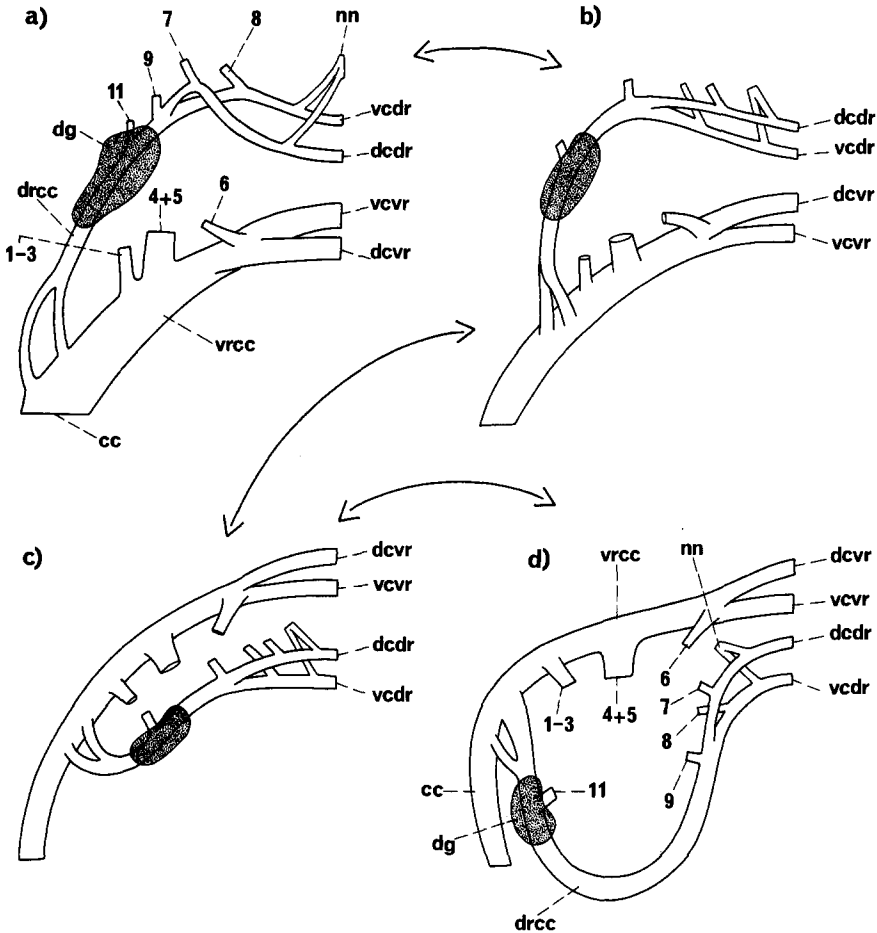 a)
7
8
nn
9
11
dg
vcdr
dcdr
drcc
4+5
6
1-3
vcvr
dcvr
vrcc
cc
b)
dcdr
vcdr
dcvr
vcvr
c)
dcvr
vcvr
dcdr
vcdr
d)
vrcc
nn
dcvr
vcvr
dcdr
vcdr
6
7
8
9
1-3
4+5
cc
11
dg
drcc